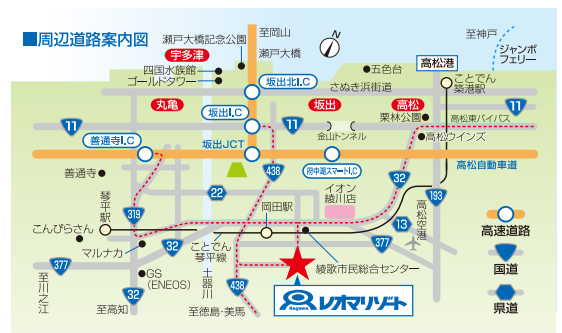 ■周辺道路案内図
瀬戸大橋記念公園
至岡山
瀬戸大橋
N
至神戸
ジャンボ
フェリー
宇多津
四国水族館
ゴールドタワー
坂出北I.C
五色台
さぬき浜街道
高松港
ことでん
築港駅
丸亀
坂出I.C
坂出
高松
栗林公園
11
11
11
高松東バイパス
金山トンネル
高松ウインズ
善通寺I.C
坂出JCT
府中湖スマートI.C
高松自動車道
善通寺
438
32
22
イオン
綾川店
193
琴平駅
319
岡田駅
高松空港
13
高速道路
こんぴらさん
マルナカ
32
ことでん
琴平線
377
国道
377
綾歌市民総合センター
GS
(ENEOS)
土器川
県道
至川之江
32
438
Kagawa
レオマリゾート
至高知
至徳島・美馬